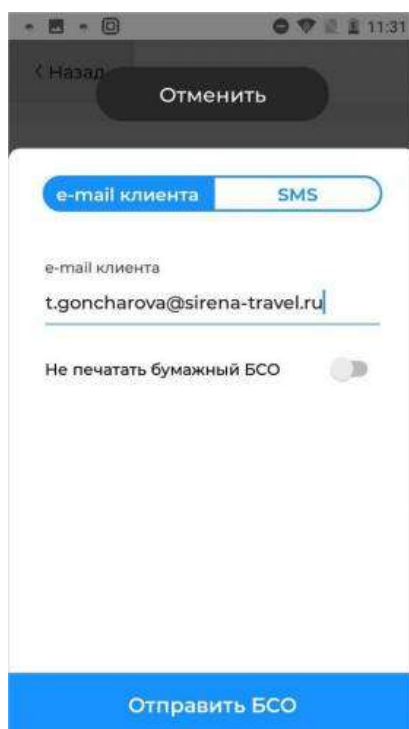 11:31
Назад
Отменить
e-mail клиента
SMS
e-mail клиента
t.goncharova@sirena-travel.ru
Не печатать бумажный БСО
Отправить БСО